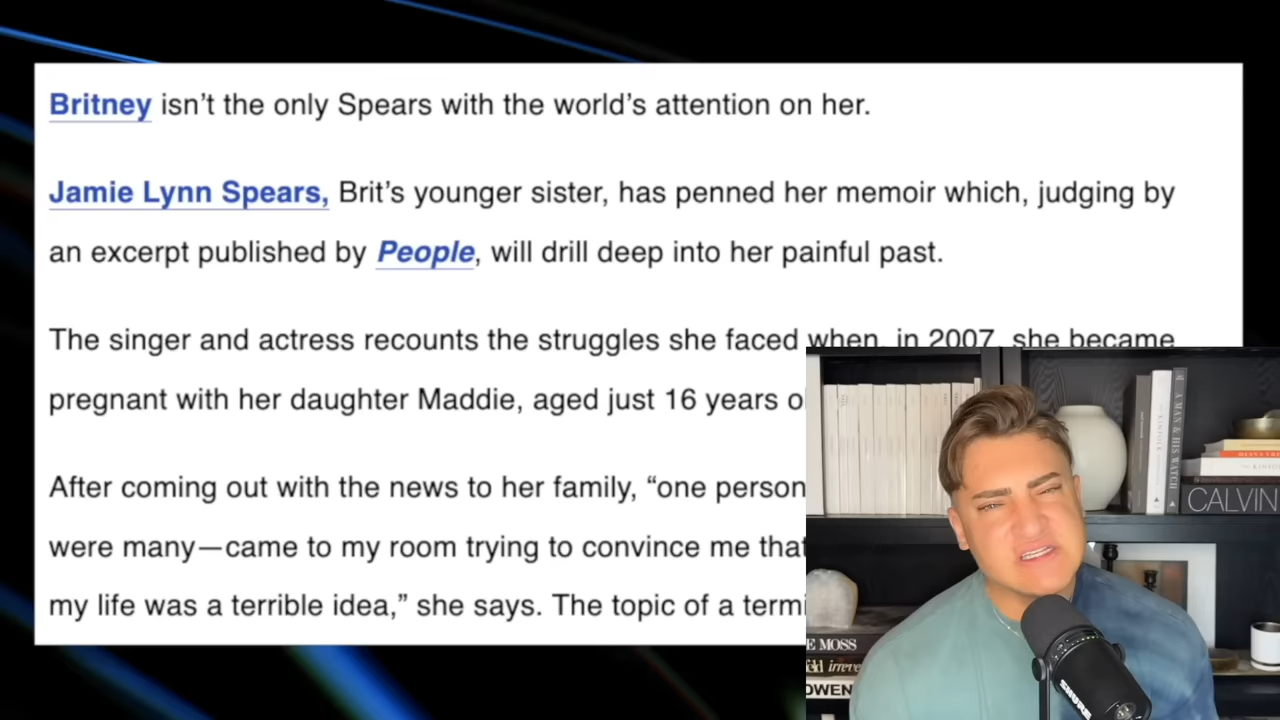 Britney isn’t the only Spears with the world’s attention on her.
Jamie Lynn Spears, Brit’s younger sister, has penned her memoir which, judging by
an excerpt published by People, will drill deep into her painful past.
The singer and actress recounts the struggles she faced when, in 2007, she became
pregnant with her daughter Maddie, aged just 16 years o
After coming out with the news to her family, “one person
were many—came to my room trying to convince me that
my life was a terrible idea,” she says. The topic of a termi
A MAN & HIS WATCH
KINFOLK
CALVIN
E MOSS
OWEN
SHURE